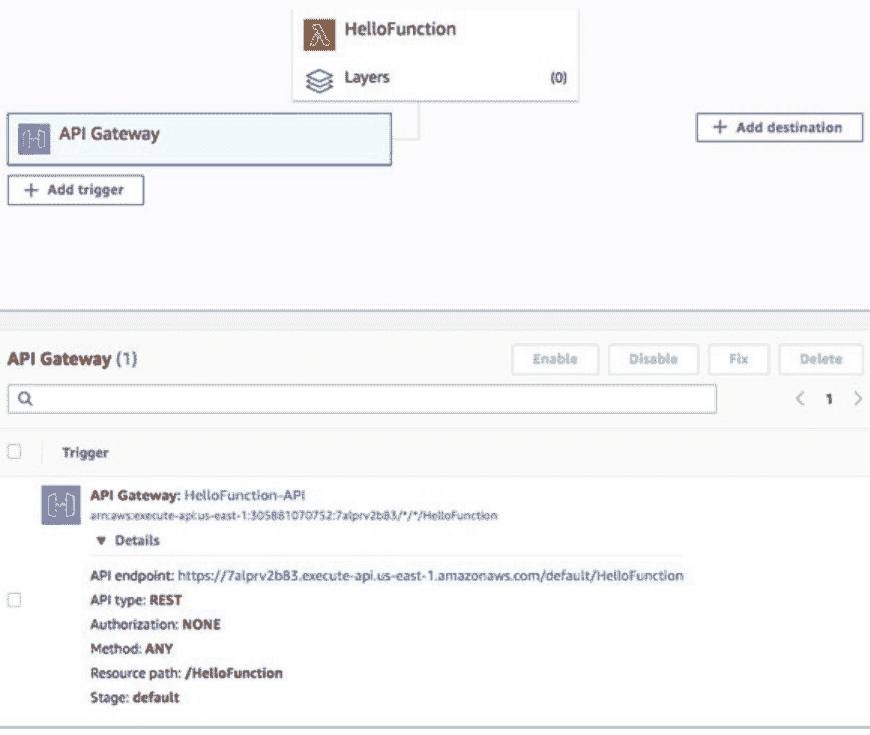 HelloFunction
Layers (0)
API Gateway
+ Add destination
+ Add trigger
API Gateway (1)
Enable Disable Fix Delete
1
Trigger
API Gateway: HelloFunction-API
arn:aws:execute-api:us-east-1:305881070752:7alprv2b83/*/*/HelloFunction
Details
API endpoint: https://7alprv2b83.execute-api.us-east-1.amazonaws.com/default/HelloFunction
API type: REST
Authorization: NONE
Method: ANY
Resource path: /HelloFunction
Stage: default